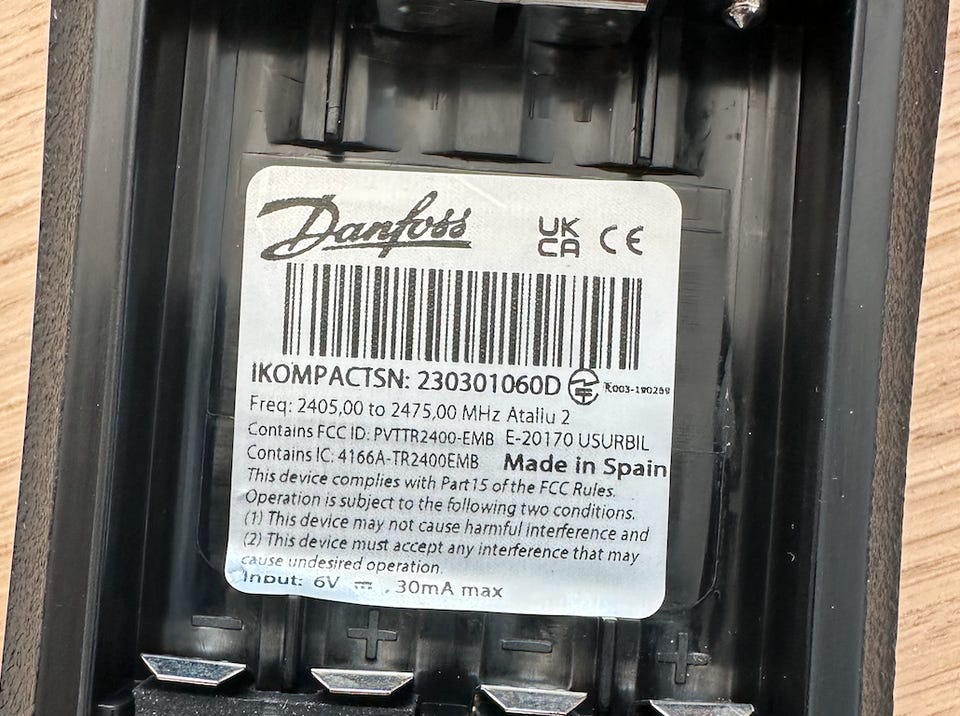 Danfoss
UK
CA CE
IKOMPACTSN: 230301060D R003-190259
Freq: 2405,00 to 2475,00 MHz Ataliu 2
Contains FCC ID: PVTTR2400-EMB E-20170 USURBIL
Contains IC: 4166A-TR2400EMB Made in Spain
This device complies with Part15 of the FCC Rules.
Operation is subject to the following two conditions.
(1) This device may not cause harmful interference and
(2) This device must accept any interference that may
cause undesired operation.
Input: 6V ⎓ , 30mA max
− + − +